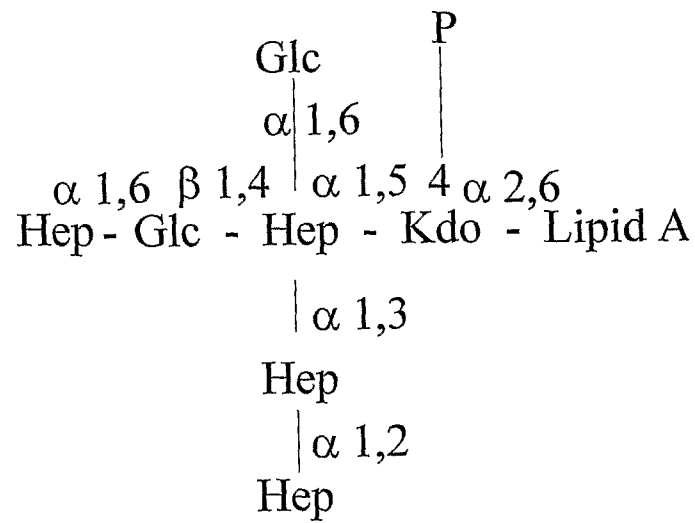 P
Glc
α 1,6
α 1,6 β 1,4 α 1,5 4 α 2,6
Hep - Glc - Hep - Kdo - Lipid A
α 1,3
Hep
α 1,2
Hep